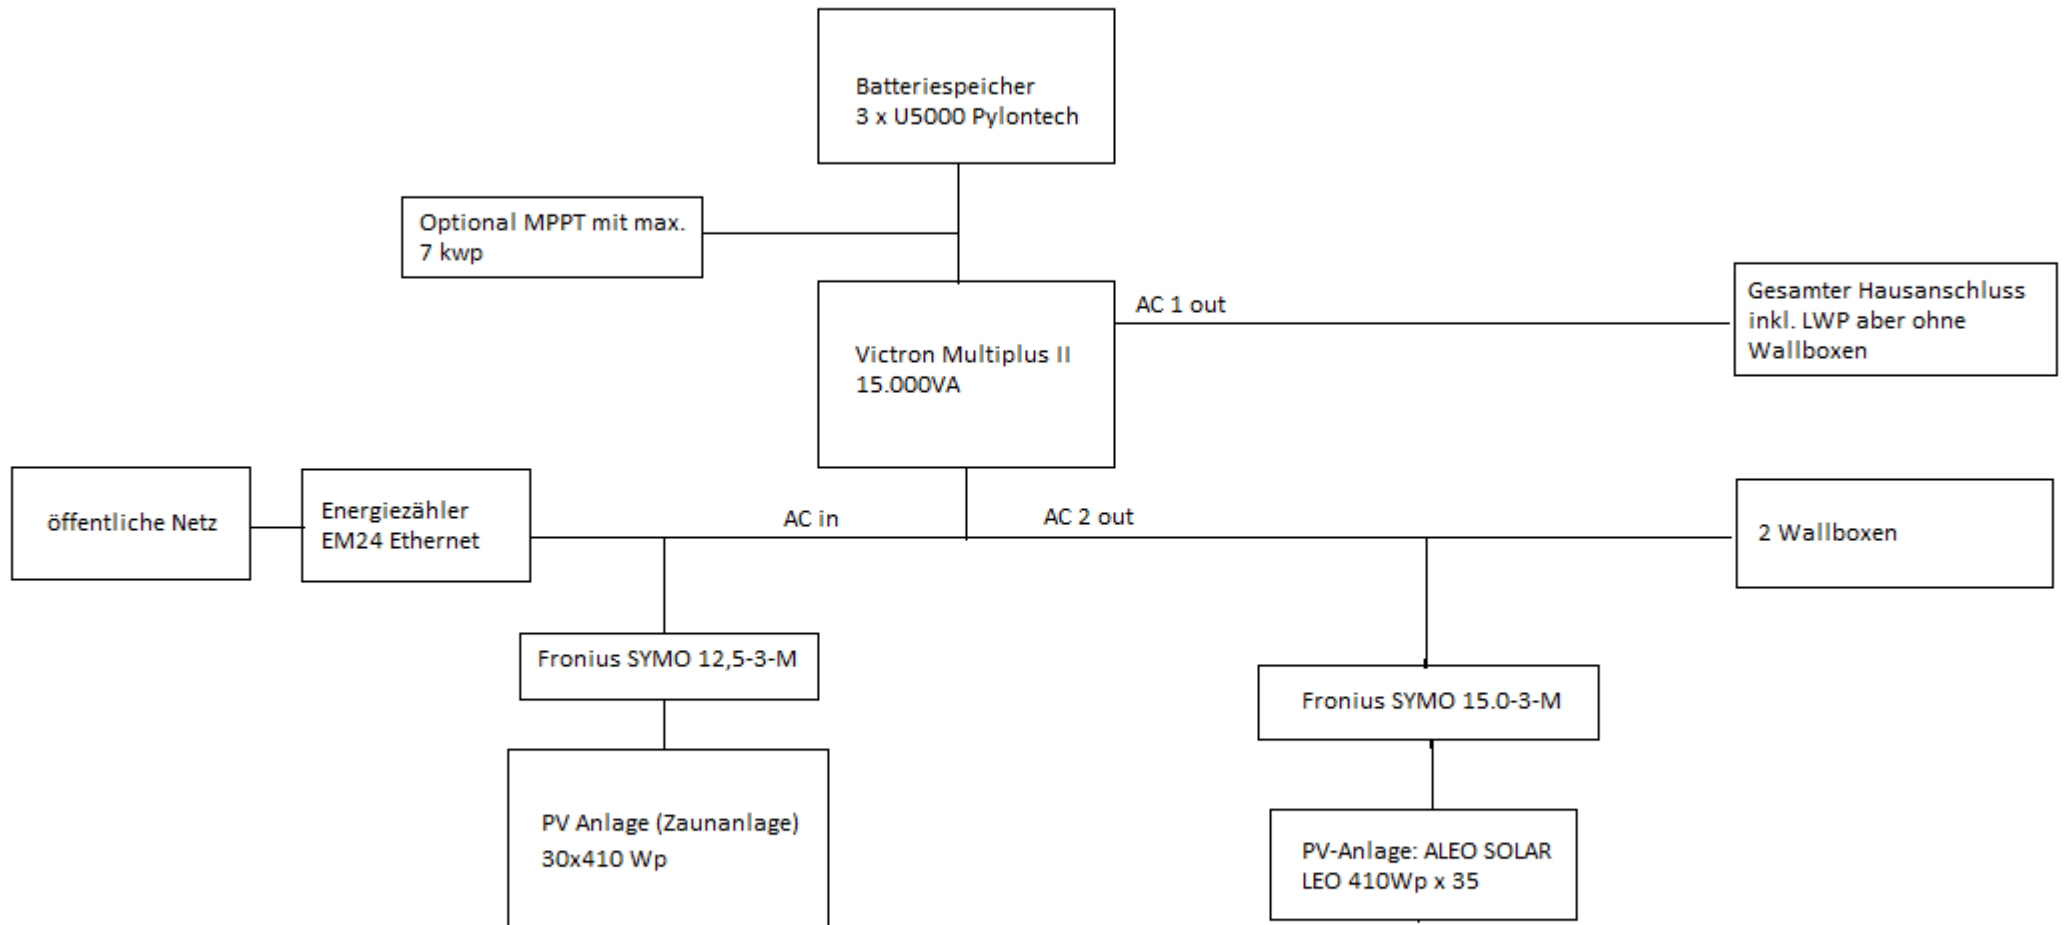 Batteriespeicher
3 x U5000 Pylontech
Optional MPPT mit max.
7 kwp
AC 1 out
Gesamter Hausanschluss
inkl. LWP aber ohne
Wallboxen
Victron Multiplus II
15.000VA
öffentliche Netz
Energiezähler
EM24 Ethernet
AC in
AC 2 out
2 Wallboxen
Fronius SYMO 12,5-3-M
Fronius SYMO 15.0-3-M
PV Anlage (Zaunanlage)
30x410 Wp
PV-Anlage: ALEO SOLAR
LEO 410Wp x 35